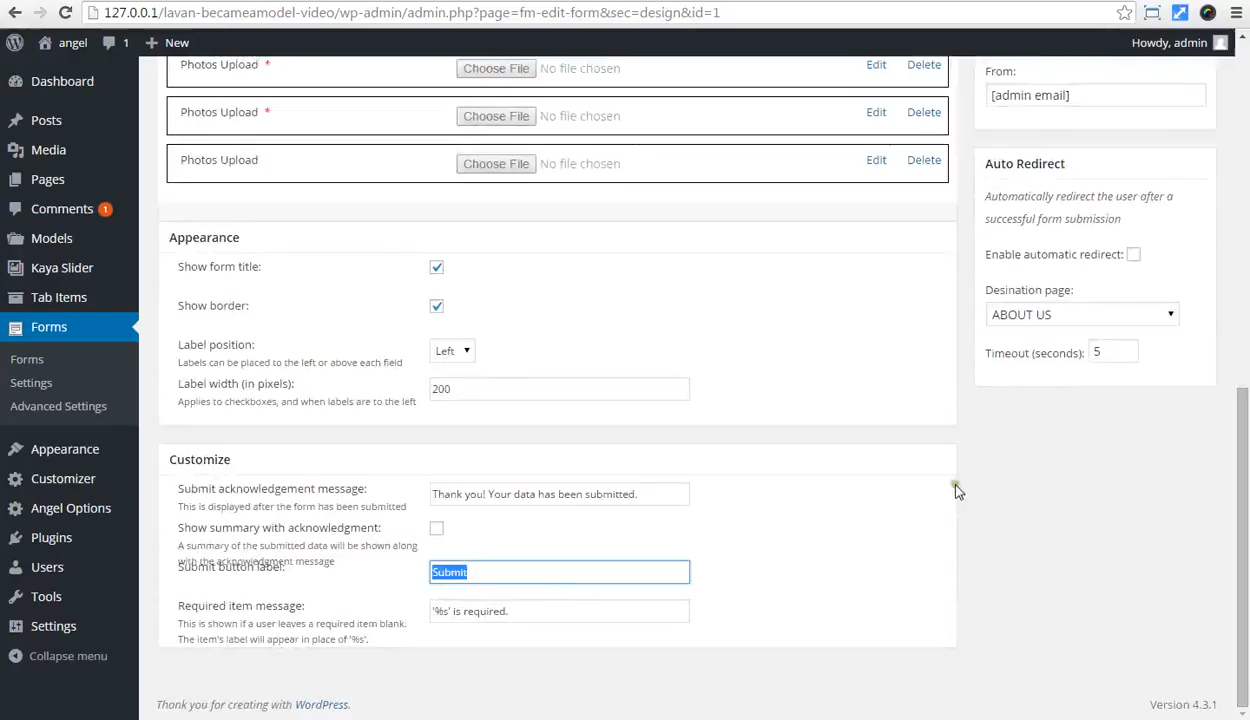 127.0.0.1/lavan-becameamodel-video/wp-admin/admin.php?page=fm-edit-form&sec=design&id=1
angel 1 New Howdy, admin
Dashboard
Posts
Media
Pages
Comments 1
Models
Kaya Slider
Tab Items
Forms
Forms
Settings
Advanced Settings
Appearance
Customizer
Angel Options
Plugins
Users
Tools
Settings
Collapse menu
Photos Upload * Choose File No file chosen Edit Delete
Photos Upload * Choose File No file chosen Edit Delete
Photos Upload Choose File No file chosen Edit Delete
Appearance
Show form title:
Show border:
Label position: Left
Labels can be placed to the left or above each field
Label width (in pixels): 200
Applies to checkboxes, and when labels are to the left
Customize
Submit acknowledgement message: Thank you! Your data has been submitted.
This is displayed after the form has been submitted
Show summary with acknowledgment:
A summary of the submitted data will be shown along
with the acknowledgment message
Submit button label: Submit
Required item message: '%s' is required.
This is shown if a user leaves a required item blank.
The item's label will appear in place of '%s'.
From:
[admin email]
Auto Redirect
Automatically redirect the user after a
successful form submission
Enable automatic redirect:
Desination page:
ABOUT US
Timeout (seconds): 5
Thank you for creating with WordPress.
Version 4.3.1